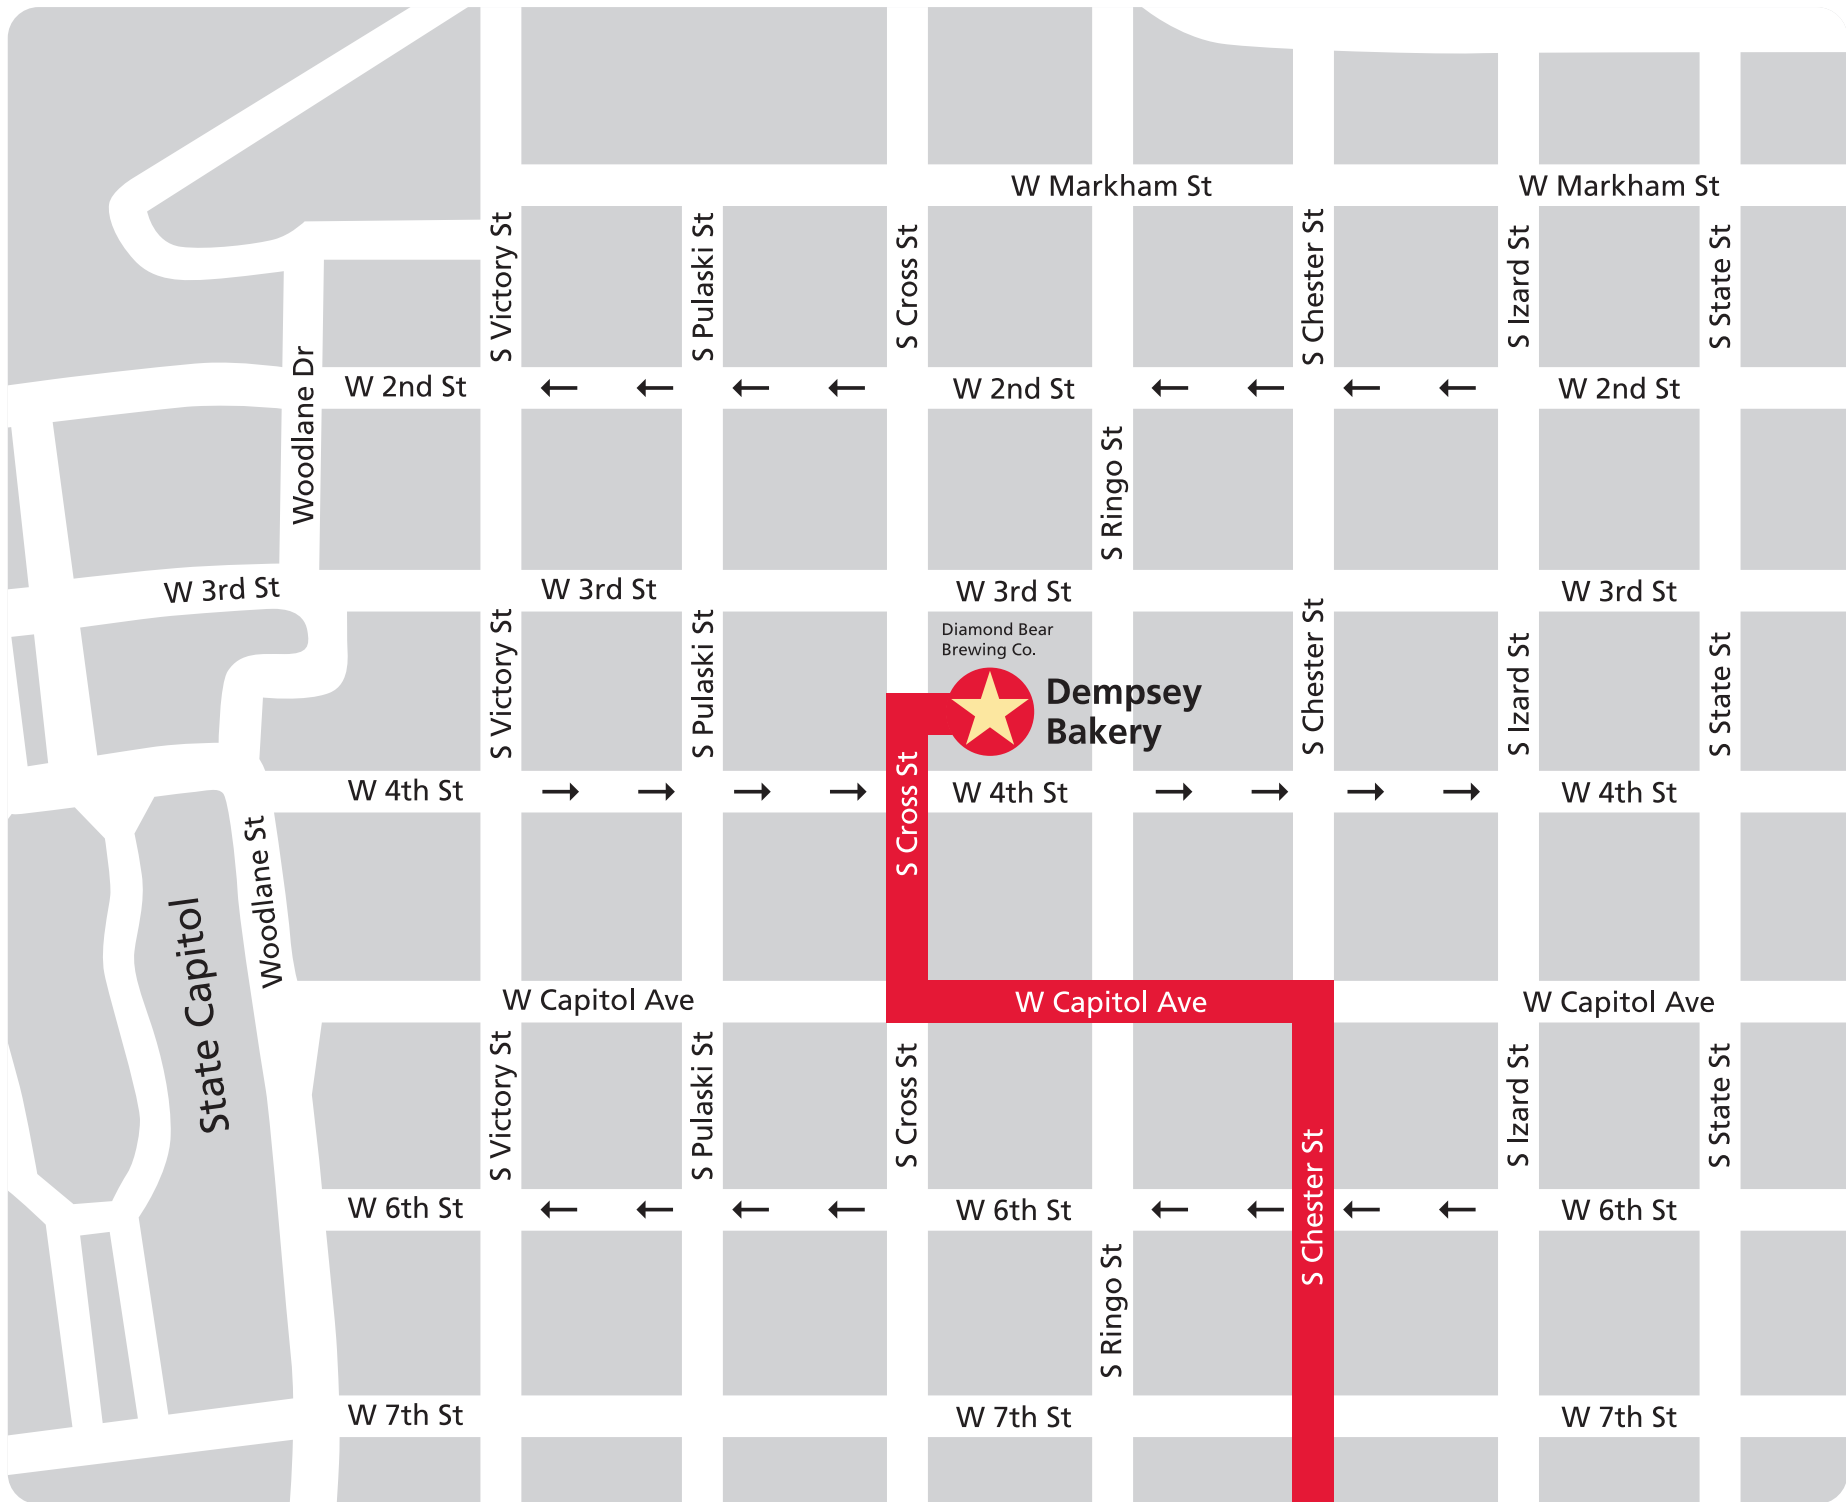 W Markham St
W Markham St
S Victory St
S Pulaski St
S Cross St
S Chester St
S Izard St
S State St
Woodlane Dr
W 2nd St
W 2nd St
W 2nd St
S Ringo St
W 3rd St
W 3rd St
W 3rd St
W 3rd St
Diamond Bear
Brewing Co.
S Victory St
S Pulaski St
Dempsey
Bakery
S Chester St
S Izard St
S State St
W 4th St
S Cross St
W 4th St
W 4th St
Woodlane St
State Capitol
W Capitol Ave
W Capitol Ave
W Capitol Ave
S Victory St
S Pulaski St
S Cross St
S Chester St
S Izard St
S State St
W 6th St
W 6th St
W 6th St
S Ringo St
W 7th St
W 7th St
W 7th St